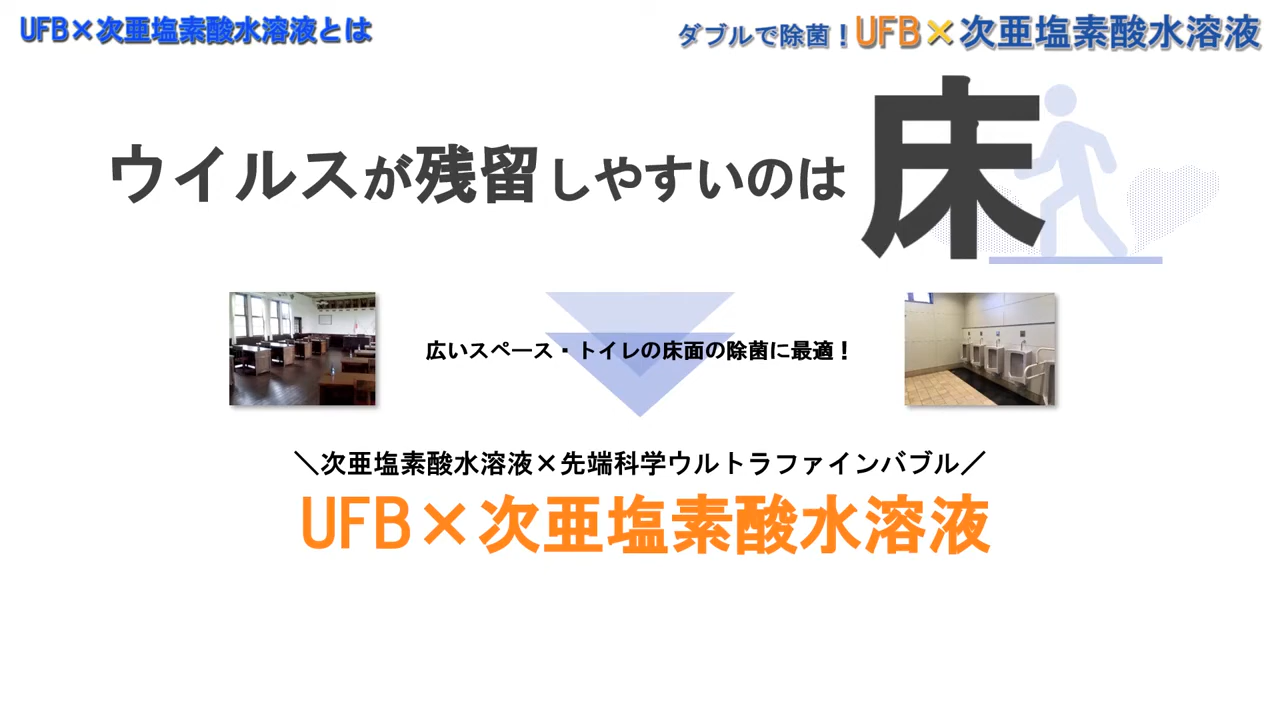 UFB×次亜塩素酸水溶液とは
ダブルで除菌！UFB×次亜塩素酸水溶液
ウイルスが残留しやすいのは床
広いスペース・トイレの床面の除菌に最適！
＼次亜塩素酸水溶液×先端科学ウルトラファインバブル／
UFB×次亜塩素酸水溶液